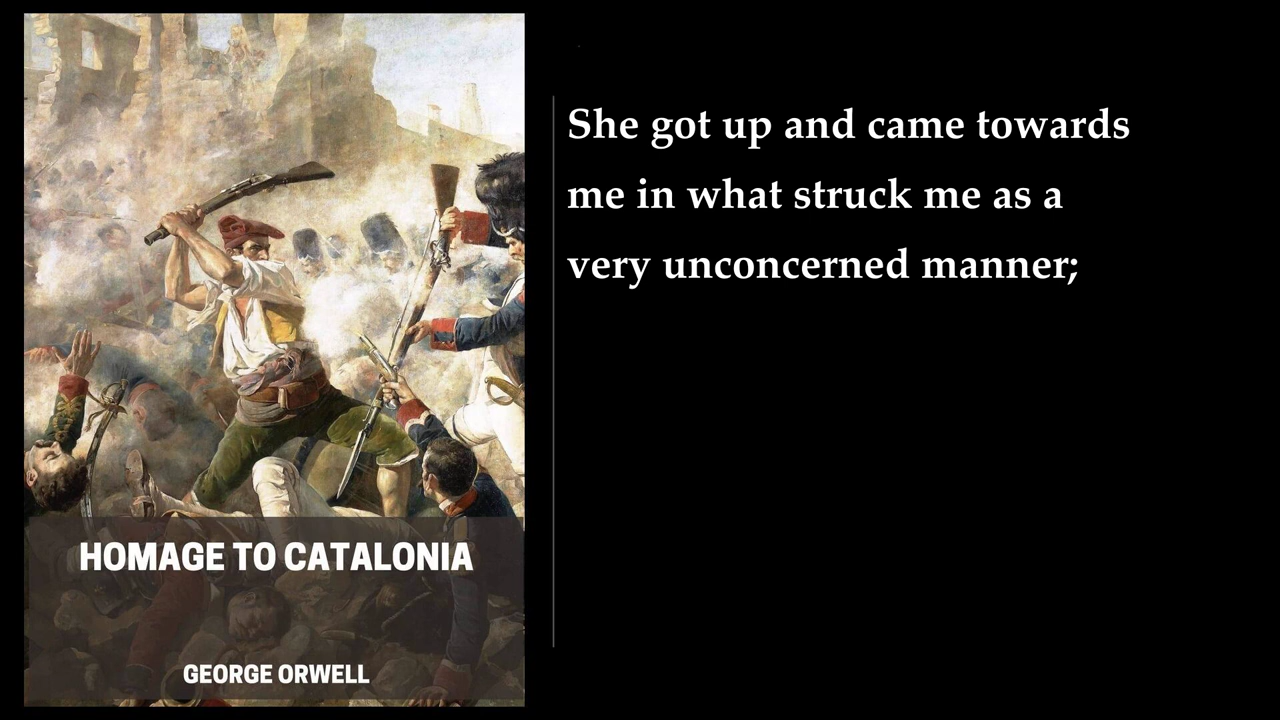 She got up and came towards
me in what struck me as a
very unconcerned manner;
HOMAGE TO CATALONIA
GEORGE ORWELL